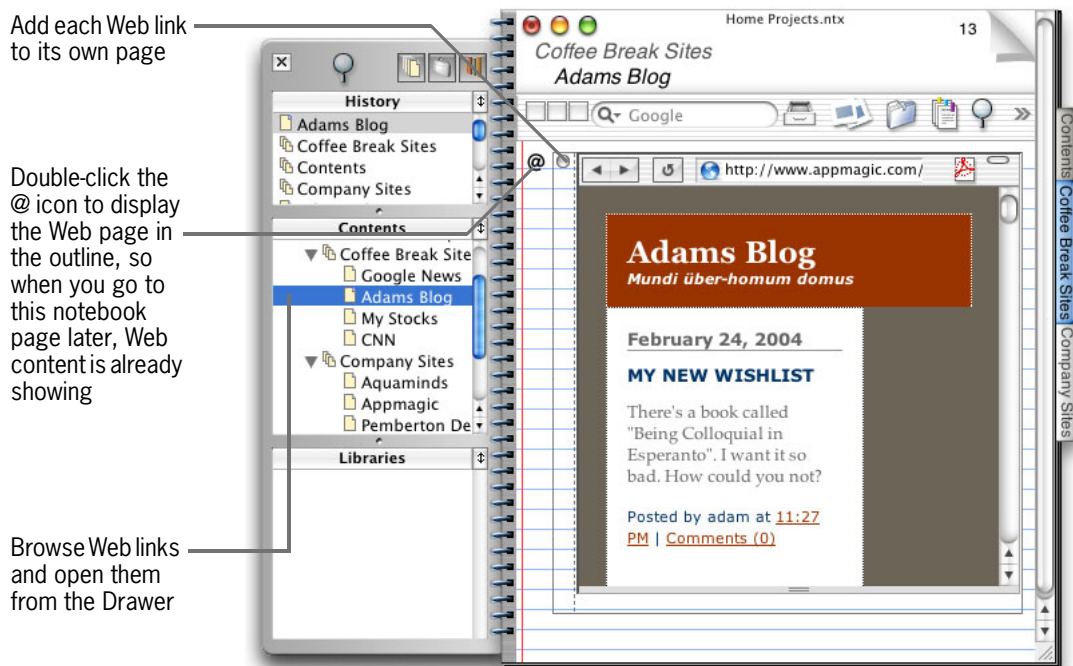 Add each Web link
to its own page
Double-click the
@ icon to display
the Web page in
the outline, so
when you go to
this notebook
page later, Web
content is already
showing
Browse Web links
and open them
from the Drawer
History
Adams Blog
Coffee Break Sites
Contents
Company Sites
Contents
Coffee Break Site
Google News
Adams Blog
My Stocks
CNN
Company Sites
Aquaminds
Appmagic
Pemberton De
Libraries
Home Projects.ntx
13
Coffee Break Sites
Adams Blog
Google
»
@
http://www.appmagic.com/
Adams Blog
Mundi über-homum domus
February 24, 2004
MY NEW WISHLIST
There's a book called
"Being Colloquial in
Esperanto". I want it so
bad. How could you not?
Posted by adam at 11:27
PM | Comments (0)
Contents
Coffee Break Sites
Company Sites